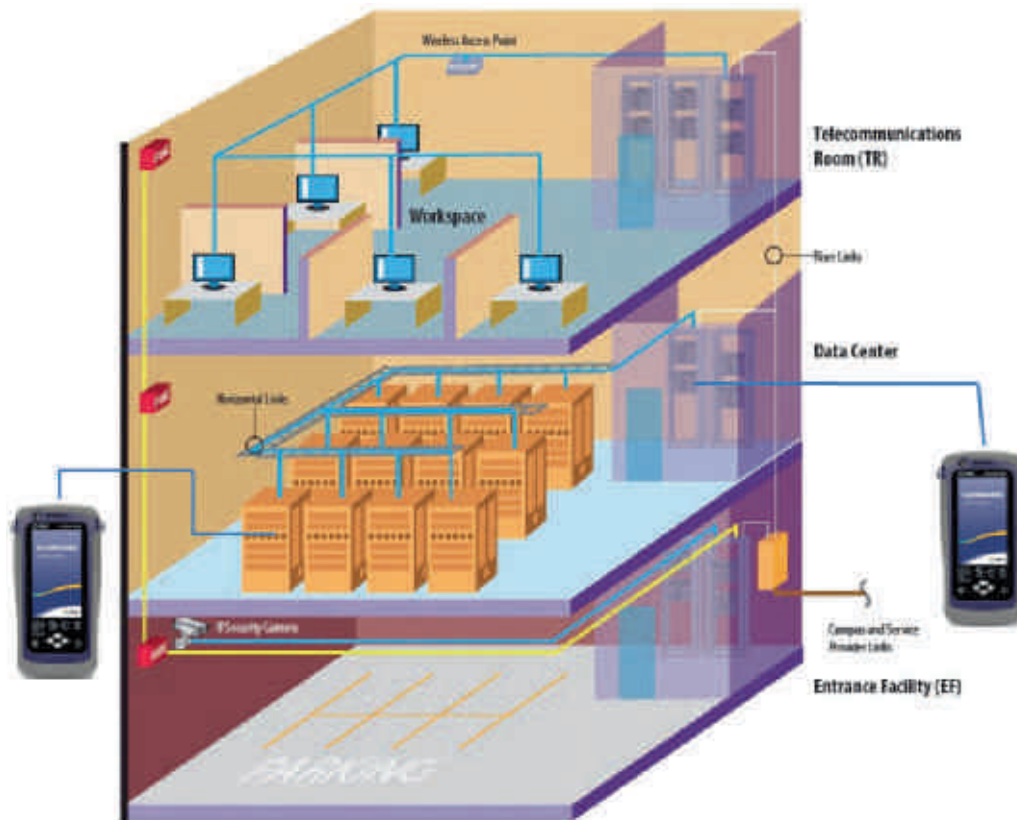 Wireless Access Point
Telecommunications
Room (TR)
Workspace
Riser Links
Data Center
Horizontal Links
IP Security Camera
Campus and Service
Provider Links
Entrance Facility (EF)
PARKING